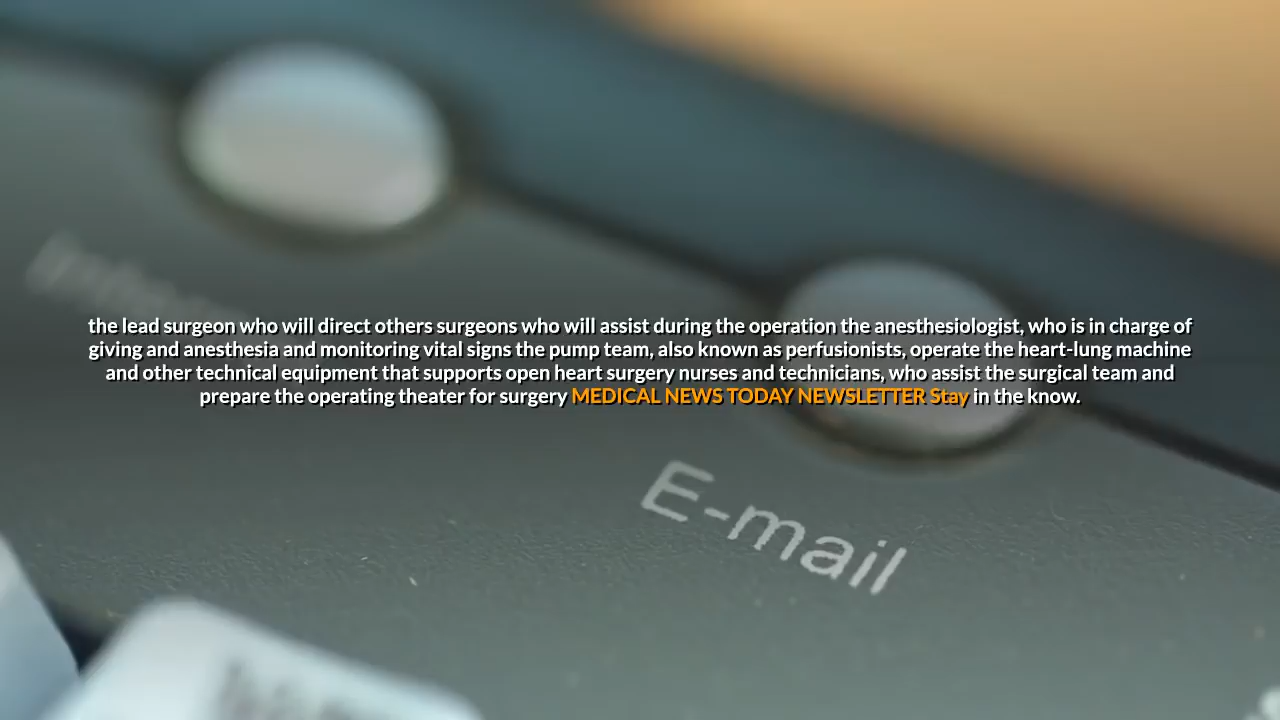 the lead surgeon who will direct others surgeons who will assist during the operation the anesthesiologist, who is in charge of
giving and anesthesia and monitoring vital signs the pump team, also known as perfusionists, operate the heart-lung machine
and other technical equipment that supports open heart surgery nurses and technicians, who assist the surgical team and
prepare the operating theater for surgery MEDICAL NEWS TODAY NEWSLETTER Stay in the know.
E-mail